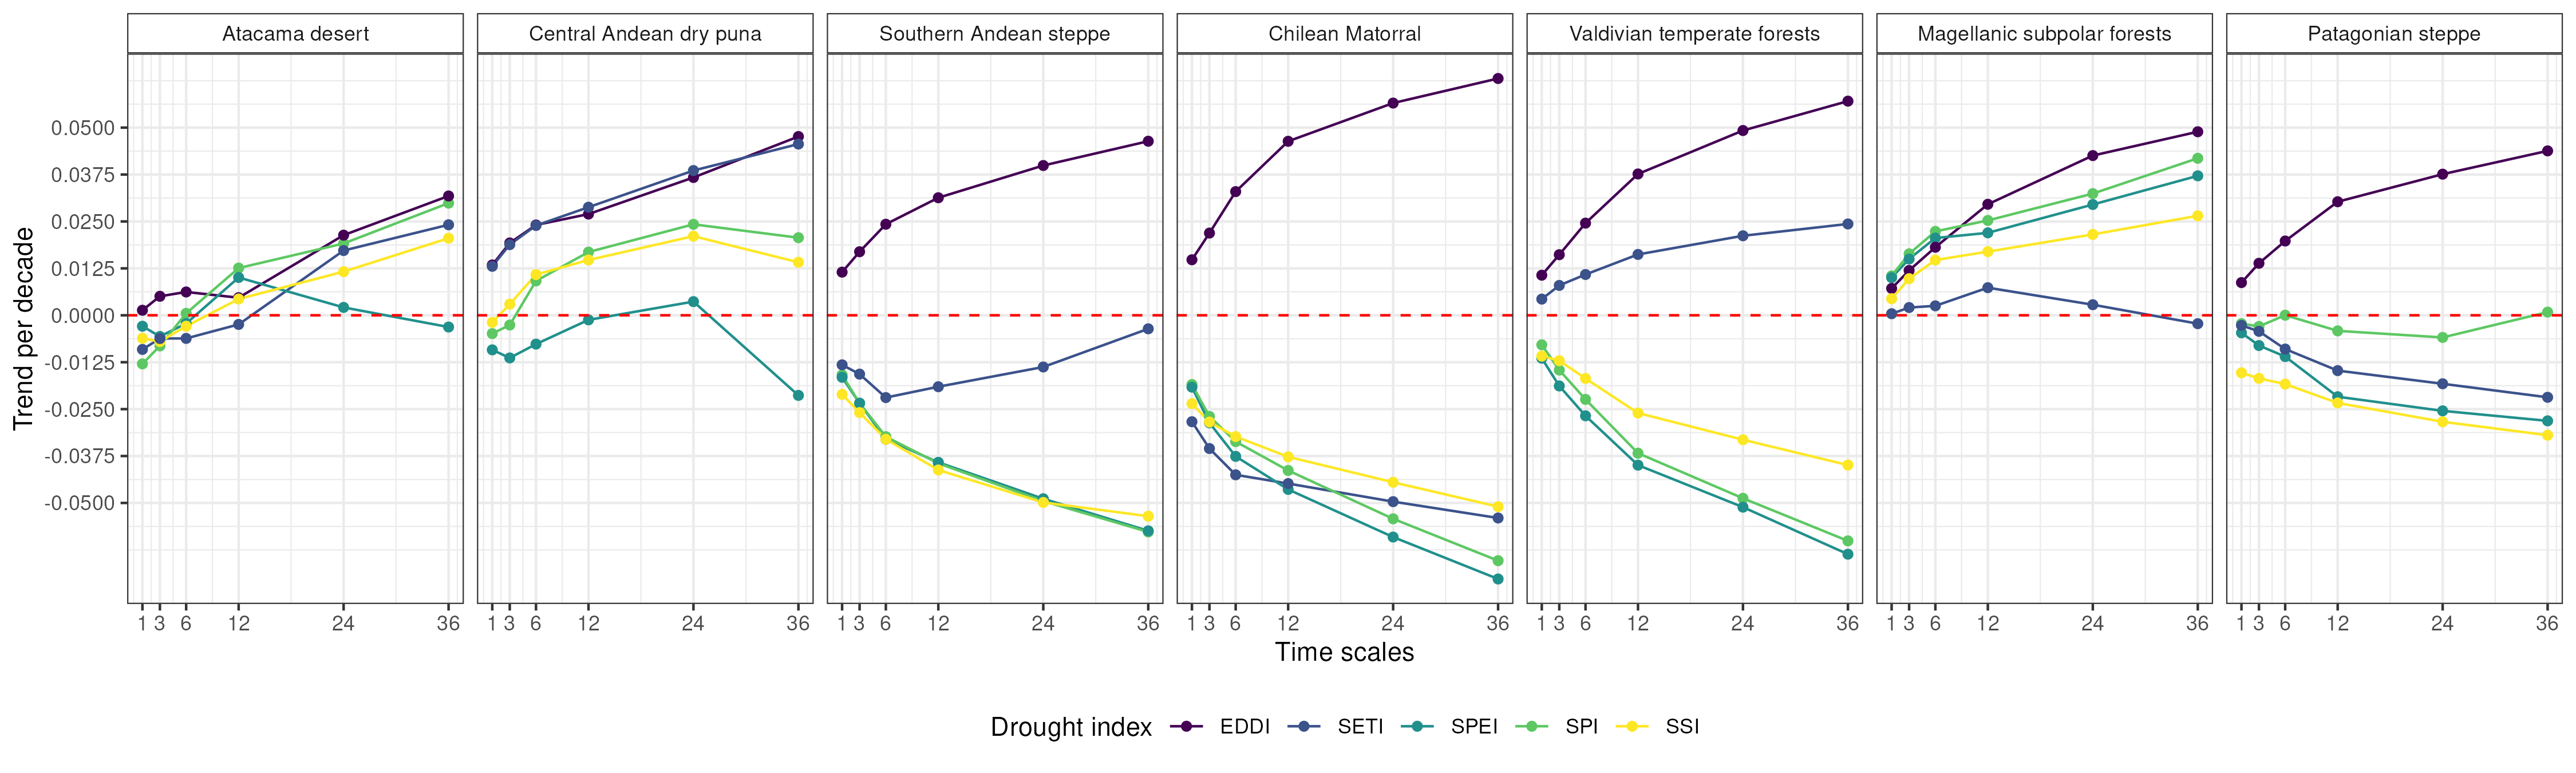 Atacama desert Central Andean dry puna Southern Andean steppe Chilean Matorral Valdivian temperate forests Magellanic subpolar forests Patagonian steppe
0.0500
0.0375
0.0250
0.0125
0.0000
-0.0125
-0.0250
-0.0375
-0.0500
Trend per decade
1 3 6 12 24 36 1 3 6 12 24 36 1 3 6 12 24 36 1 3 6 12 24 36 1 3 6 12 24 36 1 3 6 12 24 36 1 3 6 12 24 36
Time scales
Drought index EDDI SETI SPEI SPI SSI